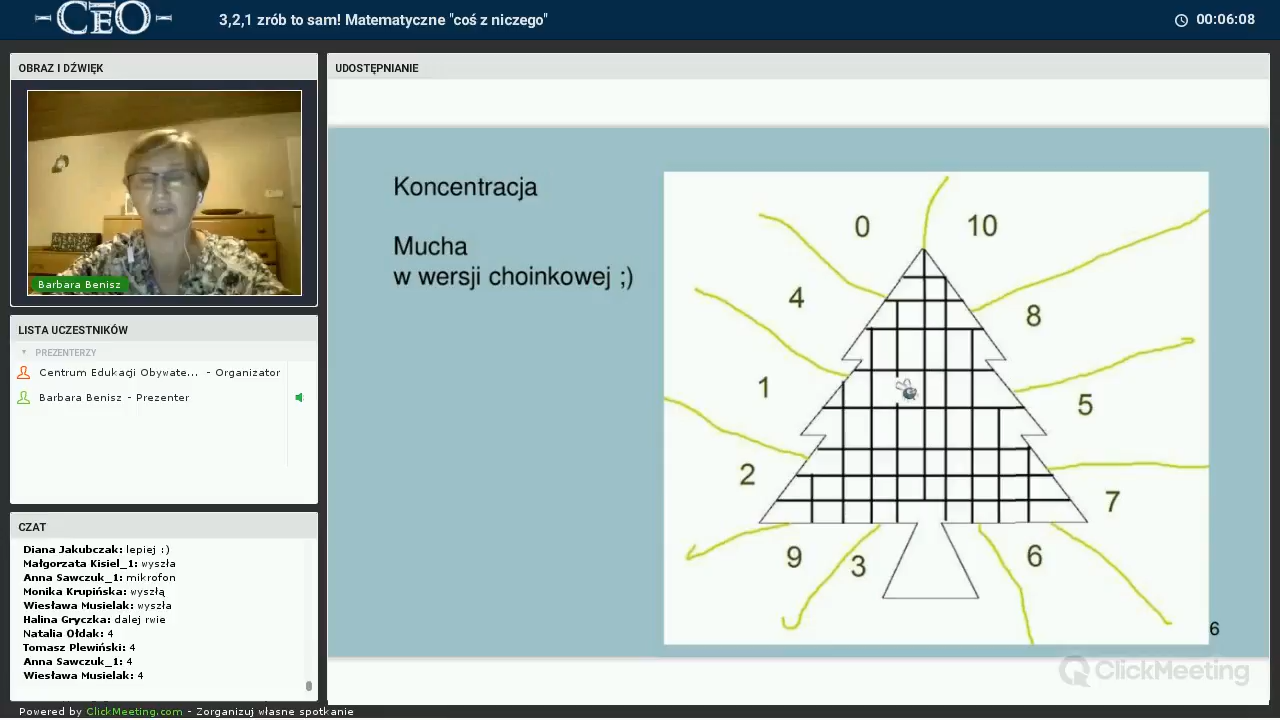 CEO
3,2,1 zrób to sam! Matematyczne "coś z niczego"
00:06:08
OBRAZ I DŹWIĘK
Barbara Benisz
LISTA UCZESTNIKÓW
PREZENTERZY
Centrum Edukacji Obywate... - Organizator
Barbara Benisz - Prezenter
CZAT
Diana Jakubczak: lepiej :)
Małgorzata Kisiel_1: wyszła
Anna Sawczuk_1: mikrofon
Monika Krupińska: wyszlą
Wiesława Musielak: wyszła
Halina Gryczka: dalej rwie
Natalia Ołdak: 4
Tomasz Plewiński: 4
Anna Sawczuk_1: 4
Wiesława Musielak: 4
Powered by ClickMeeting.com - Zorganizuj własne spotkanie
UDOSTĘPNIANIE
Koncentracja
Mucha
w wersji choinkowej ;)
0 10
4 8
1 5
2 7
9 3 6
6
ClickMeeting